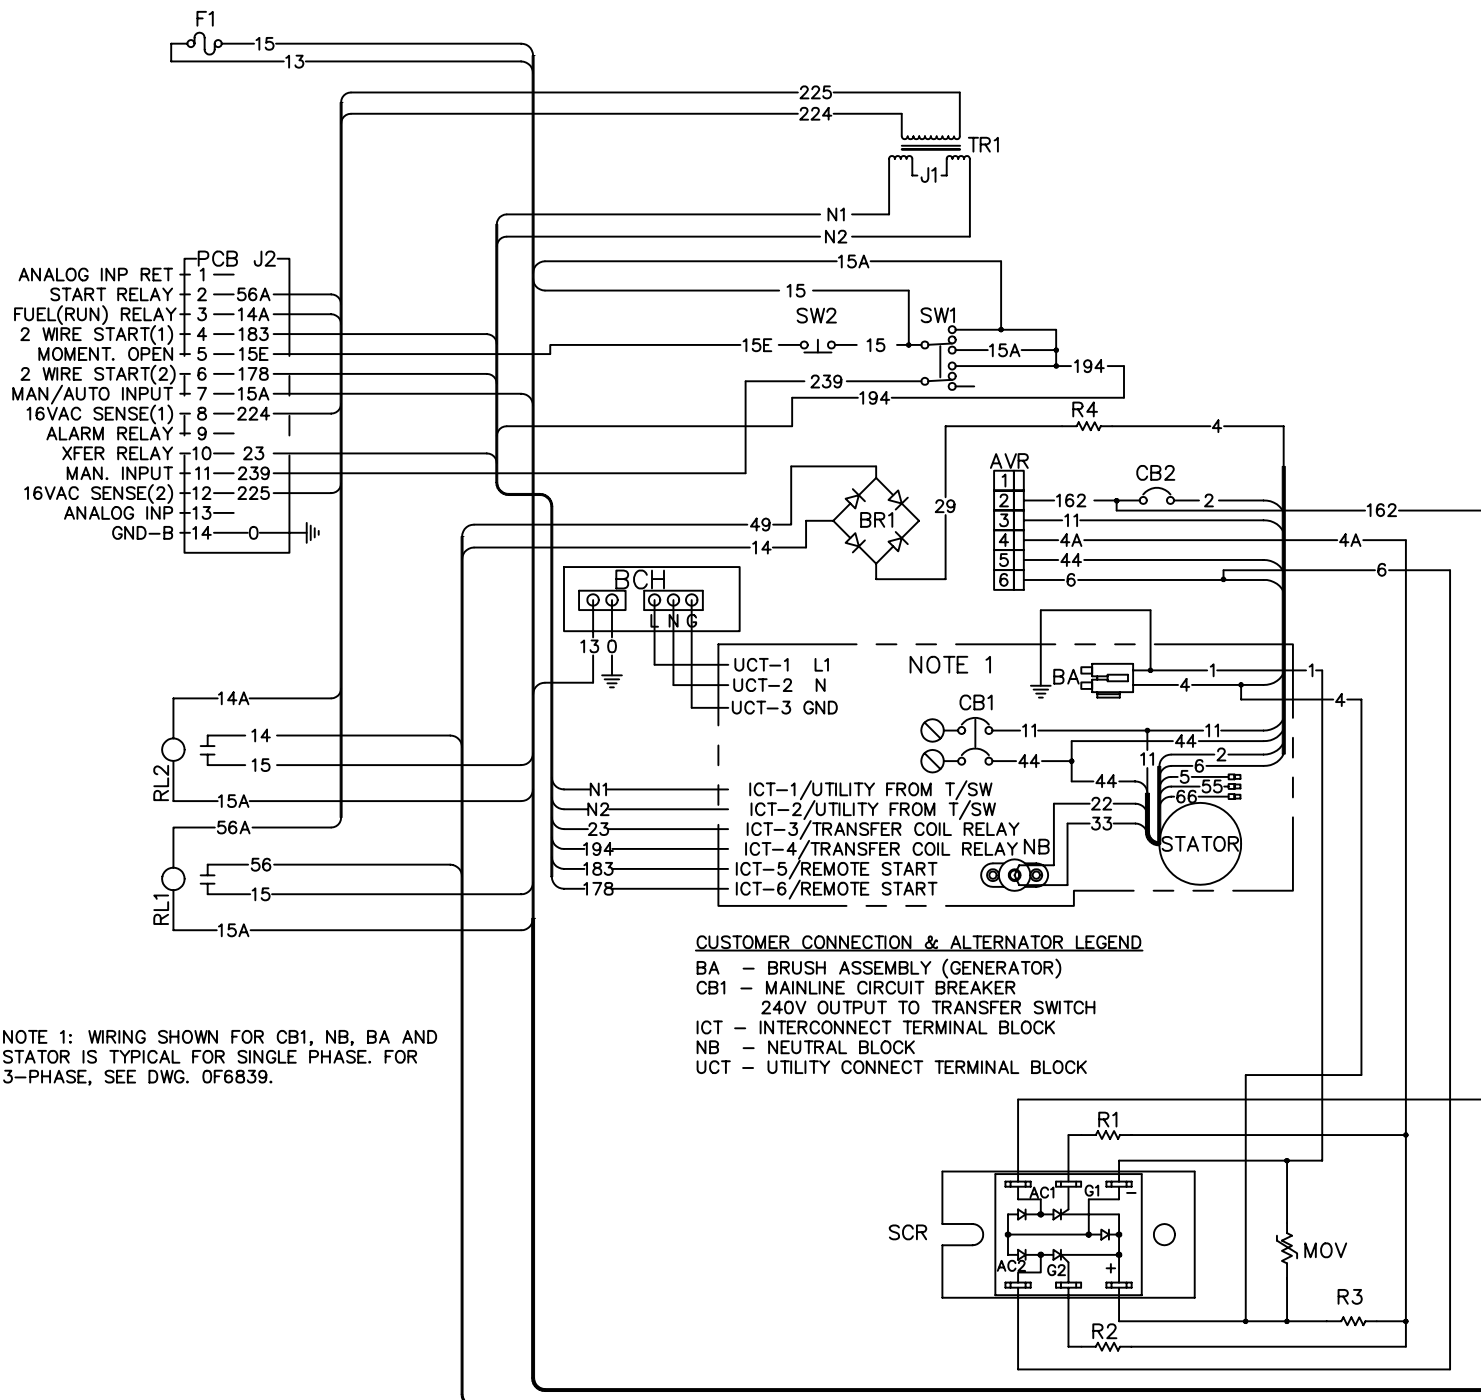 F1
15
13
225
224
TR1
J1
N1
N2
15A
15
PCB J2
ANALOG INP RET 1
START RELAY 2 56A
FUEL(RUN) RELAY 3 14A
2 WIRE START(1) 4 183
MOMENT. OPEN 5 15E
2 WIRE START(2) 6 178
MAN/AUTO INPUT 7 15A
16VAC SENSE(1) 8 224
ALARM RELAY 9
XFER RELAY 10 23
MAN. INPUT 11 239
16VAC SENSE(2) 12 225
ANALOG INP 13
GND-B 14 0
SW2 SW1
15E 15 15A
194
239
194
R4
4
AVR
1
2 162 CB2 2 162
3 11
4 4A 4A
5 44
6 6 6
49
14
BR1
29
BCH
L N G
13 0
UCT-1 L1
UCT-2 N
UCT-3 GND
NOTE 1
BA
1 1
4 4
CB1
11 11
44 44
11
2
6
44
5
55
66
22
33
STATOR
NB
14A
14
15
RL2
15A
56A
56
15
RL1
15A
N1 ICT-1/UTILITY FROM T/SW
N2 ICT-2/UTILITY FROM T/SW
23 ICT-3/TRANSFER COIL RELAY
194 ICT-4/TRANSFER COIL RELAY
183 ICT-5/REMOTE START
178 ICT-6/REMOTE START
CUSTOMER CONNECTION & ALTERNATOR LEGEND
BA - BRUSH ASSEMBLY (GENERATOR)
CB1 - MAINLINE CIRCUIT BREAKER
240V OUTPUT TO TRANSFER SWITCH
ICT - INTERCONNECT TERMINAL BLOCK
NB - NEUTRAL BLOCK
UCT - UTILITY CONNECT TERMINAL BLOCK
NOTE 1: WIRING SHOWN FOR CB1, NB, BA AND
STATOR IS TYPICAL FOR SINGLE PHASE. FOR
3-PHASE, SEE DWG. 0F6839.
R1
AC1 G1 -
SCR
AC2 G2 +
MOV
R3
R2